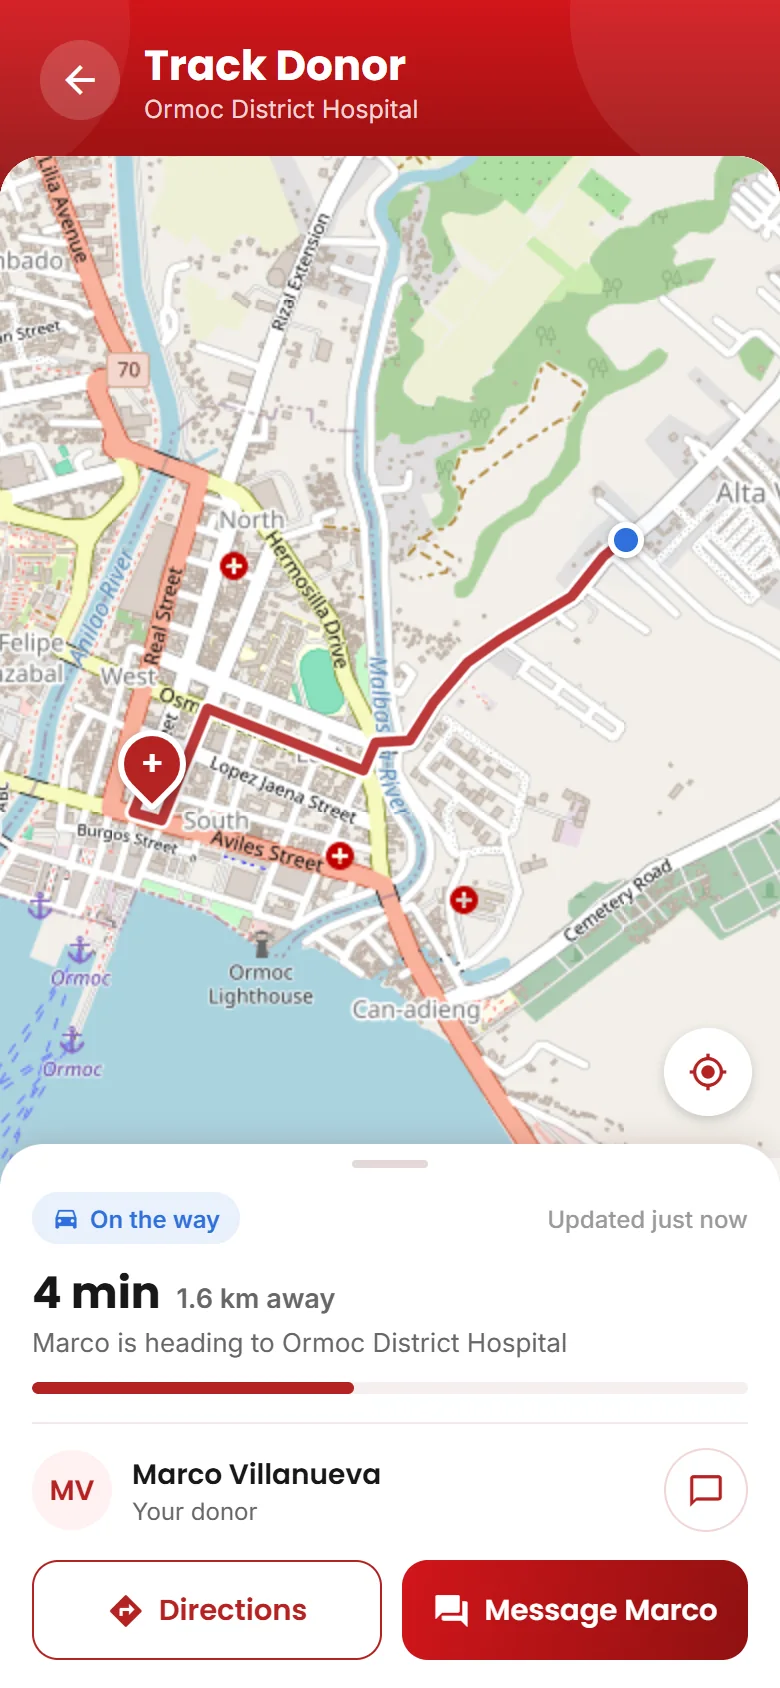 Track Donor
Ormoc District Hospital
Lilia Avenue
Rizal Extension
70
North
Hermosilla Drive
Alta
Real Street
Felipe
West
Malbas
River
Lopez Jaena Street
South
Burgos Street
Aviles Street
Cemetery Road
Ormoc
Ormoc
Lighthouse
Can-adieng
Ormoc
On the way
Updated just now
4 min 1.6 km away
Marco is heading to Ormoc District Hospital
MV
Marco Villanueva
Your donor
Directions
Message Marco